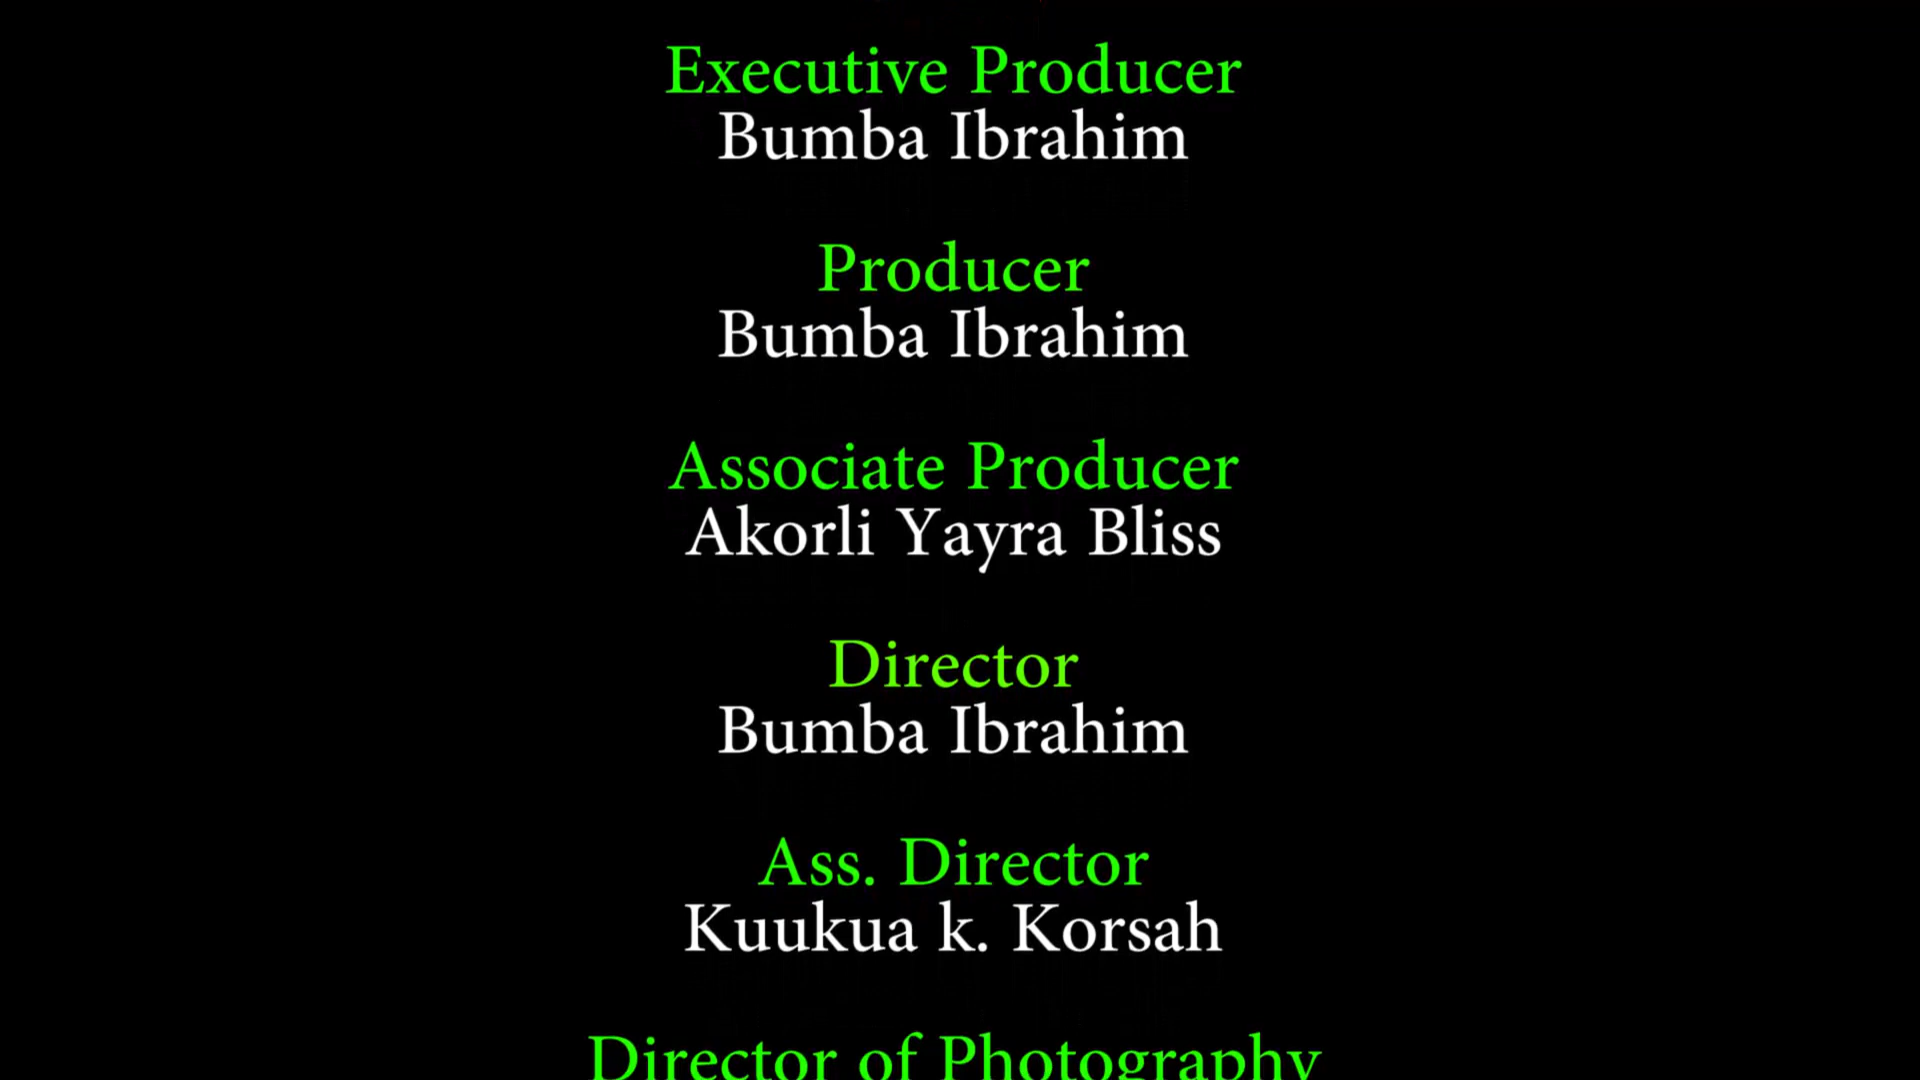 Executive Producer
Bumba Ibrahim
Producer
Bumba Ibrahim
Associate Producer
Akorli Yayra Bliss
Director
Bumba Ibrahim
Ass. Director
Kuukua k. Korsah
Director of Photography